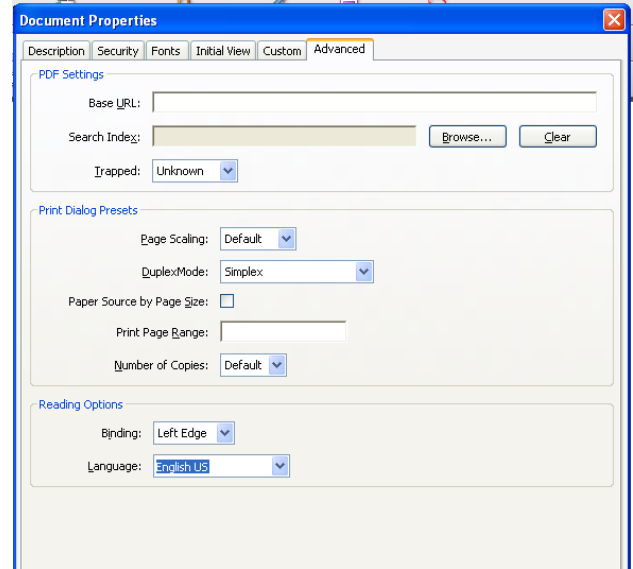 Document Properties
Description Security Fonts Initial View Custom Advanced
PDF Settings
Base URL:
Search Index: Browse... Clear
Trapped: Unknown
Print Dialog Presets
Page Scaling: Default
DuplexMode: Simplex
Paper Source by Page Size:
Print Page Range:
Number of Copies: Default
Reading Options
Binding: Left Edge
Language: English US